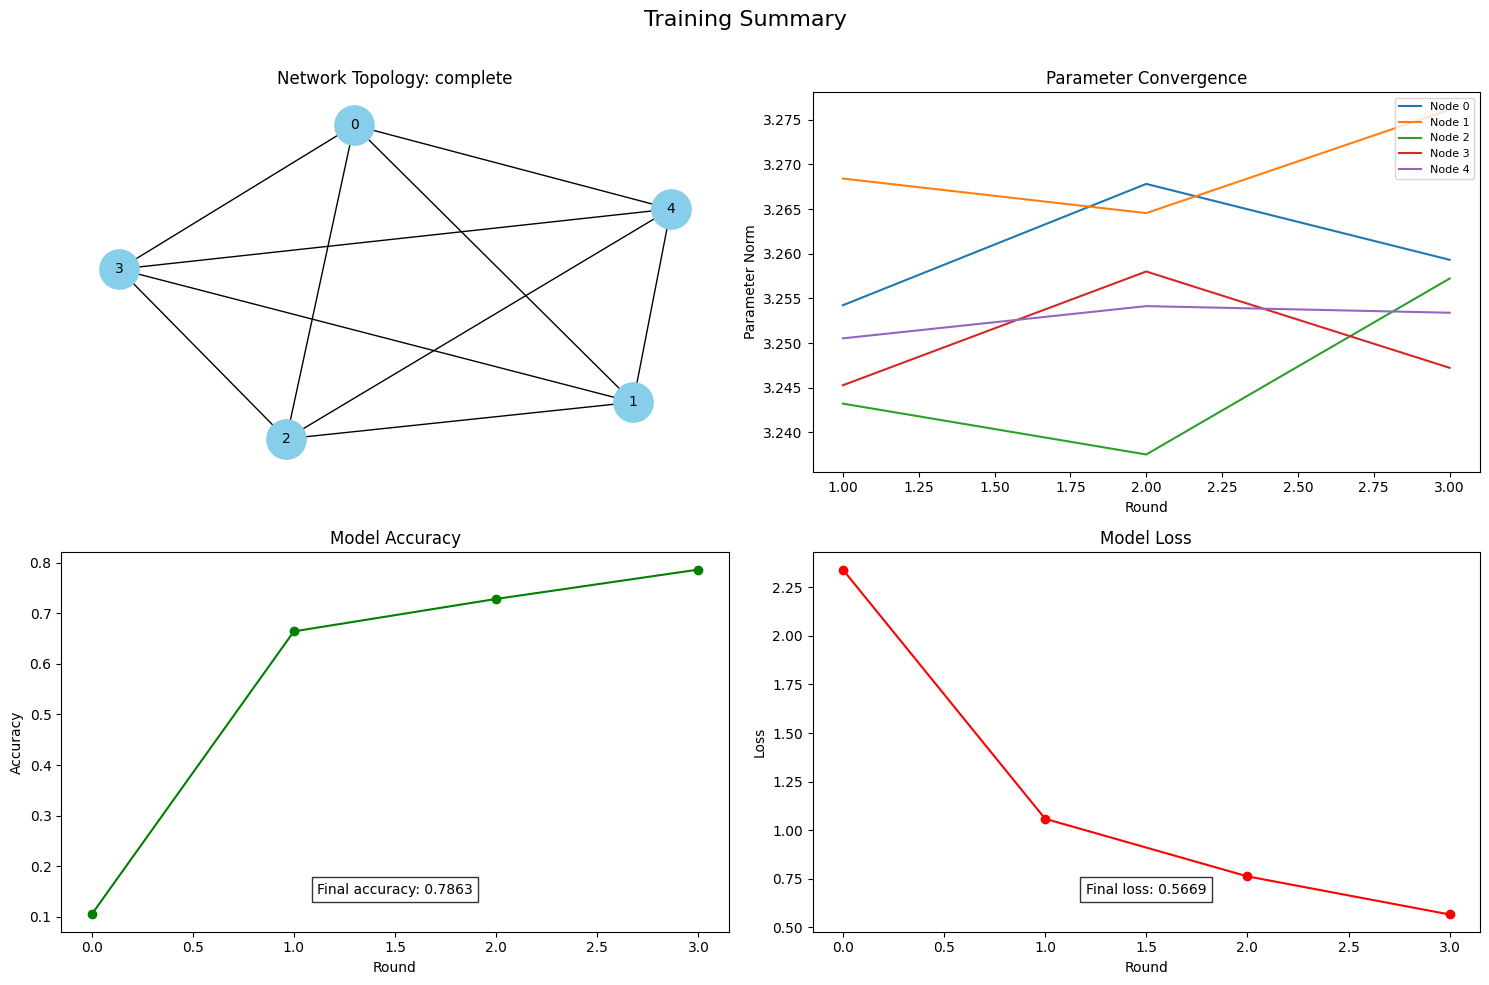 Training Summary
Network Topology: complete
0
4
3
1
2
Parameter Convergence
Parameter Norm
3.275
3.270
3.265
3.260
3.255
3.250
3.245
3.240
Node 0
Node 1
Node 2
Node 3
Node 4
1.00 1.25 1.50 1.75 2.00 2.25 2.50 2.75 3.00
Round
Model Accuracy
Accuracy
0.8
0.7
0.6
0.5
0.4
0.3
0.2
0.1
Final accuracy: 0.7863
0.0 0.5 1.0 1.5 2.0 2.5 3.0
Round
Model Loss
Loss
2.25
2.00
1.75
1.50
1.25
1.00
0.75
0.50
Final loss: 0.5669
0.0 0.5 1.0 1.5 2.0 2.5 3.0
Round